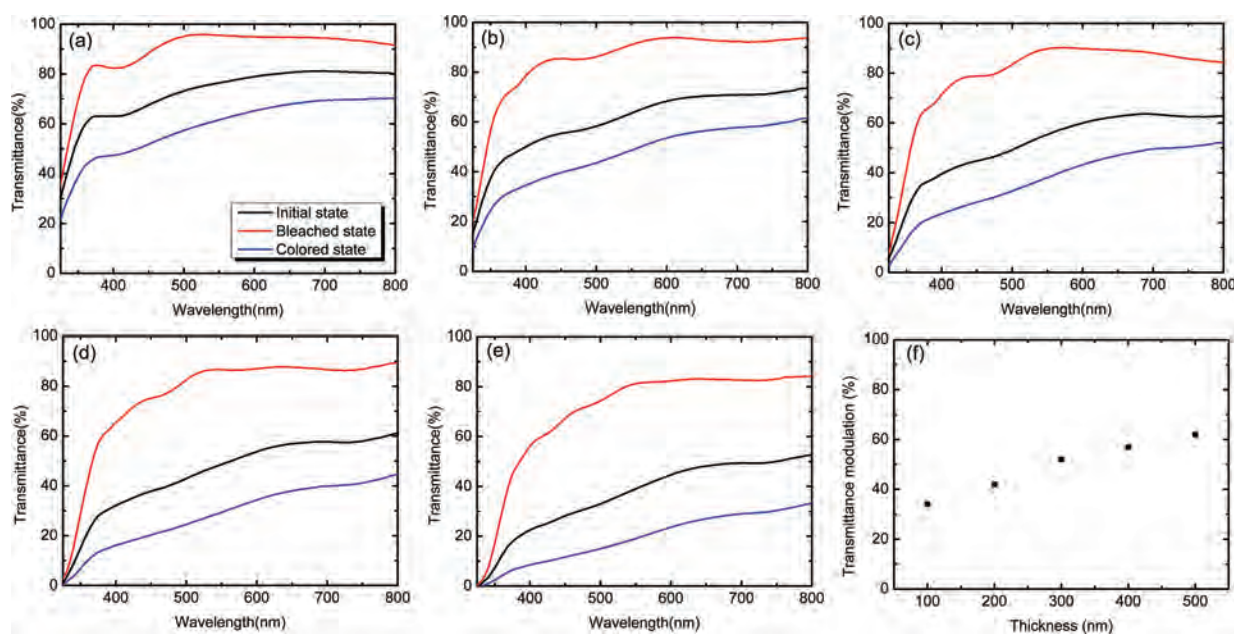 (a)
Transmittance(%)
100
80
60
40
20
0
Initial state
Bleached state
Colored state
400 500 600 700 800
Wavelength(nm)
(b)
Transmittance(%)
100
80
60
40
20
0
400 500 600 700 800
Wavelength(nm)
(c)
Transmittance(%)
100
80
60
40
20
0
400 500 600 700 800
Wavelength(nm)
(d)
Transmittance(%)
100
80
60
40
20
0
400 500 600 700 800
Wavelength(nm)
(e)
Transmittance(%)
100
80
60
40
20
0
400 500 600 700 800
Wavelength(nm)
(f)
Transmittance modulation (%)
100
80
60
40
20
0
100 200 300 400 500
Thickness (nm)